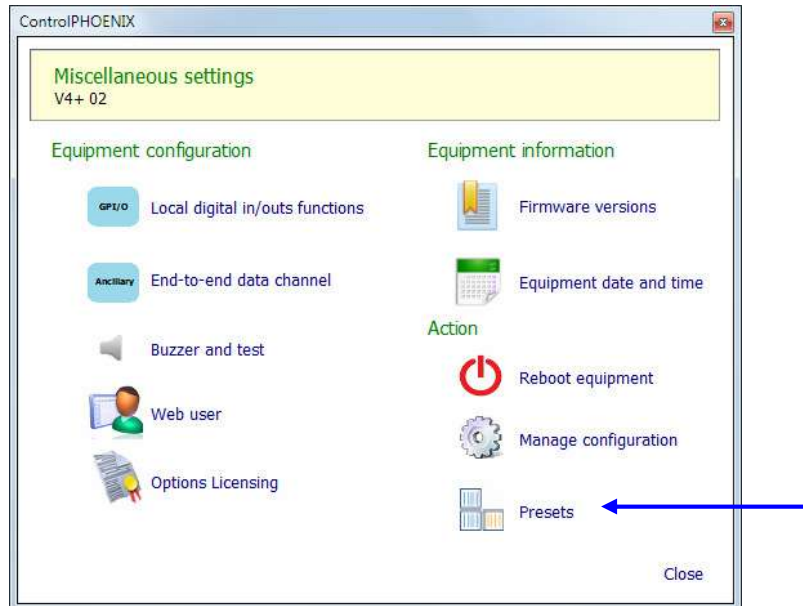 ControlPHOENIX
Miscellaneous settings
V4+ 02
Equipment configuration
GPI/O
Local digital in/outs functions
Ancillary
End-to-end data channel
Buzzer and test
Web user
Options Licensing
Equipment information
Firmware versions
Equipment date and time
Action
Reboot equipment
Manage configuration
Presets
Close